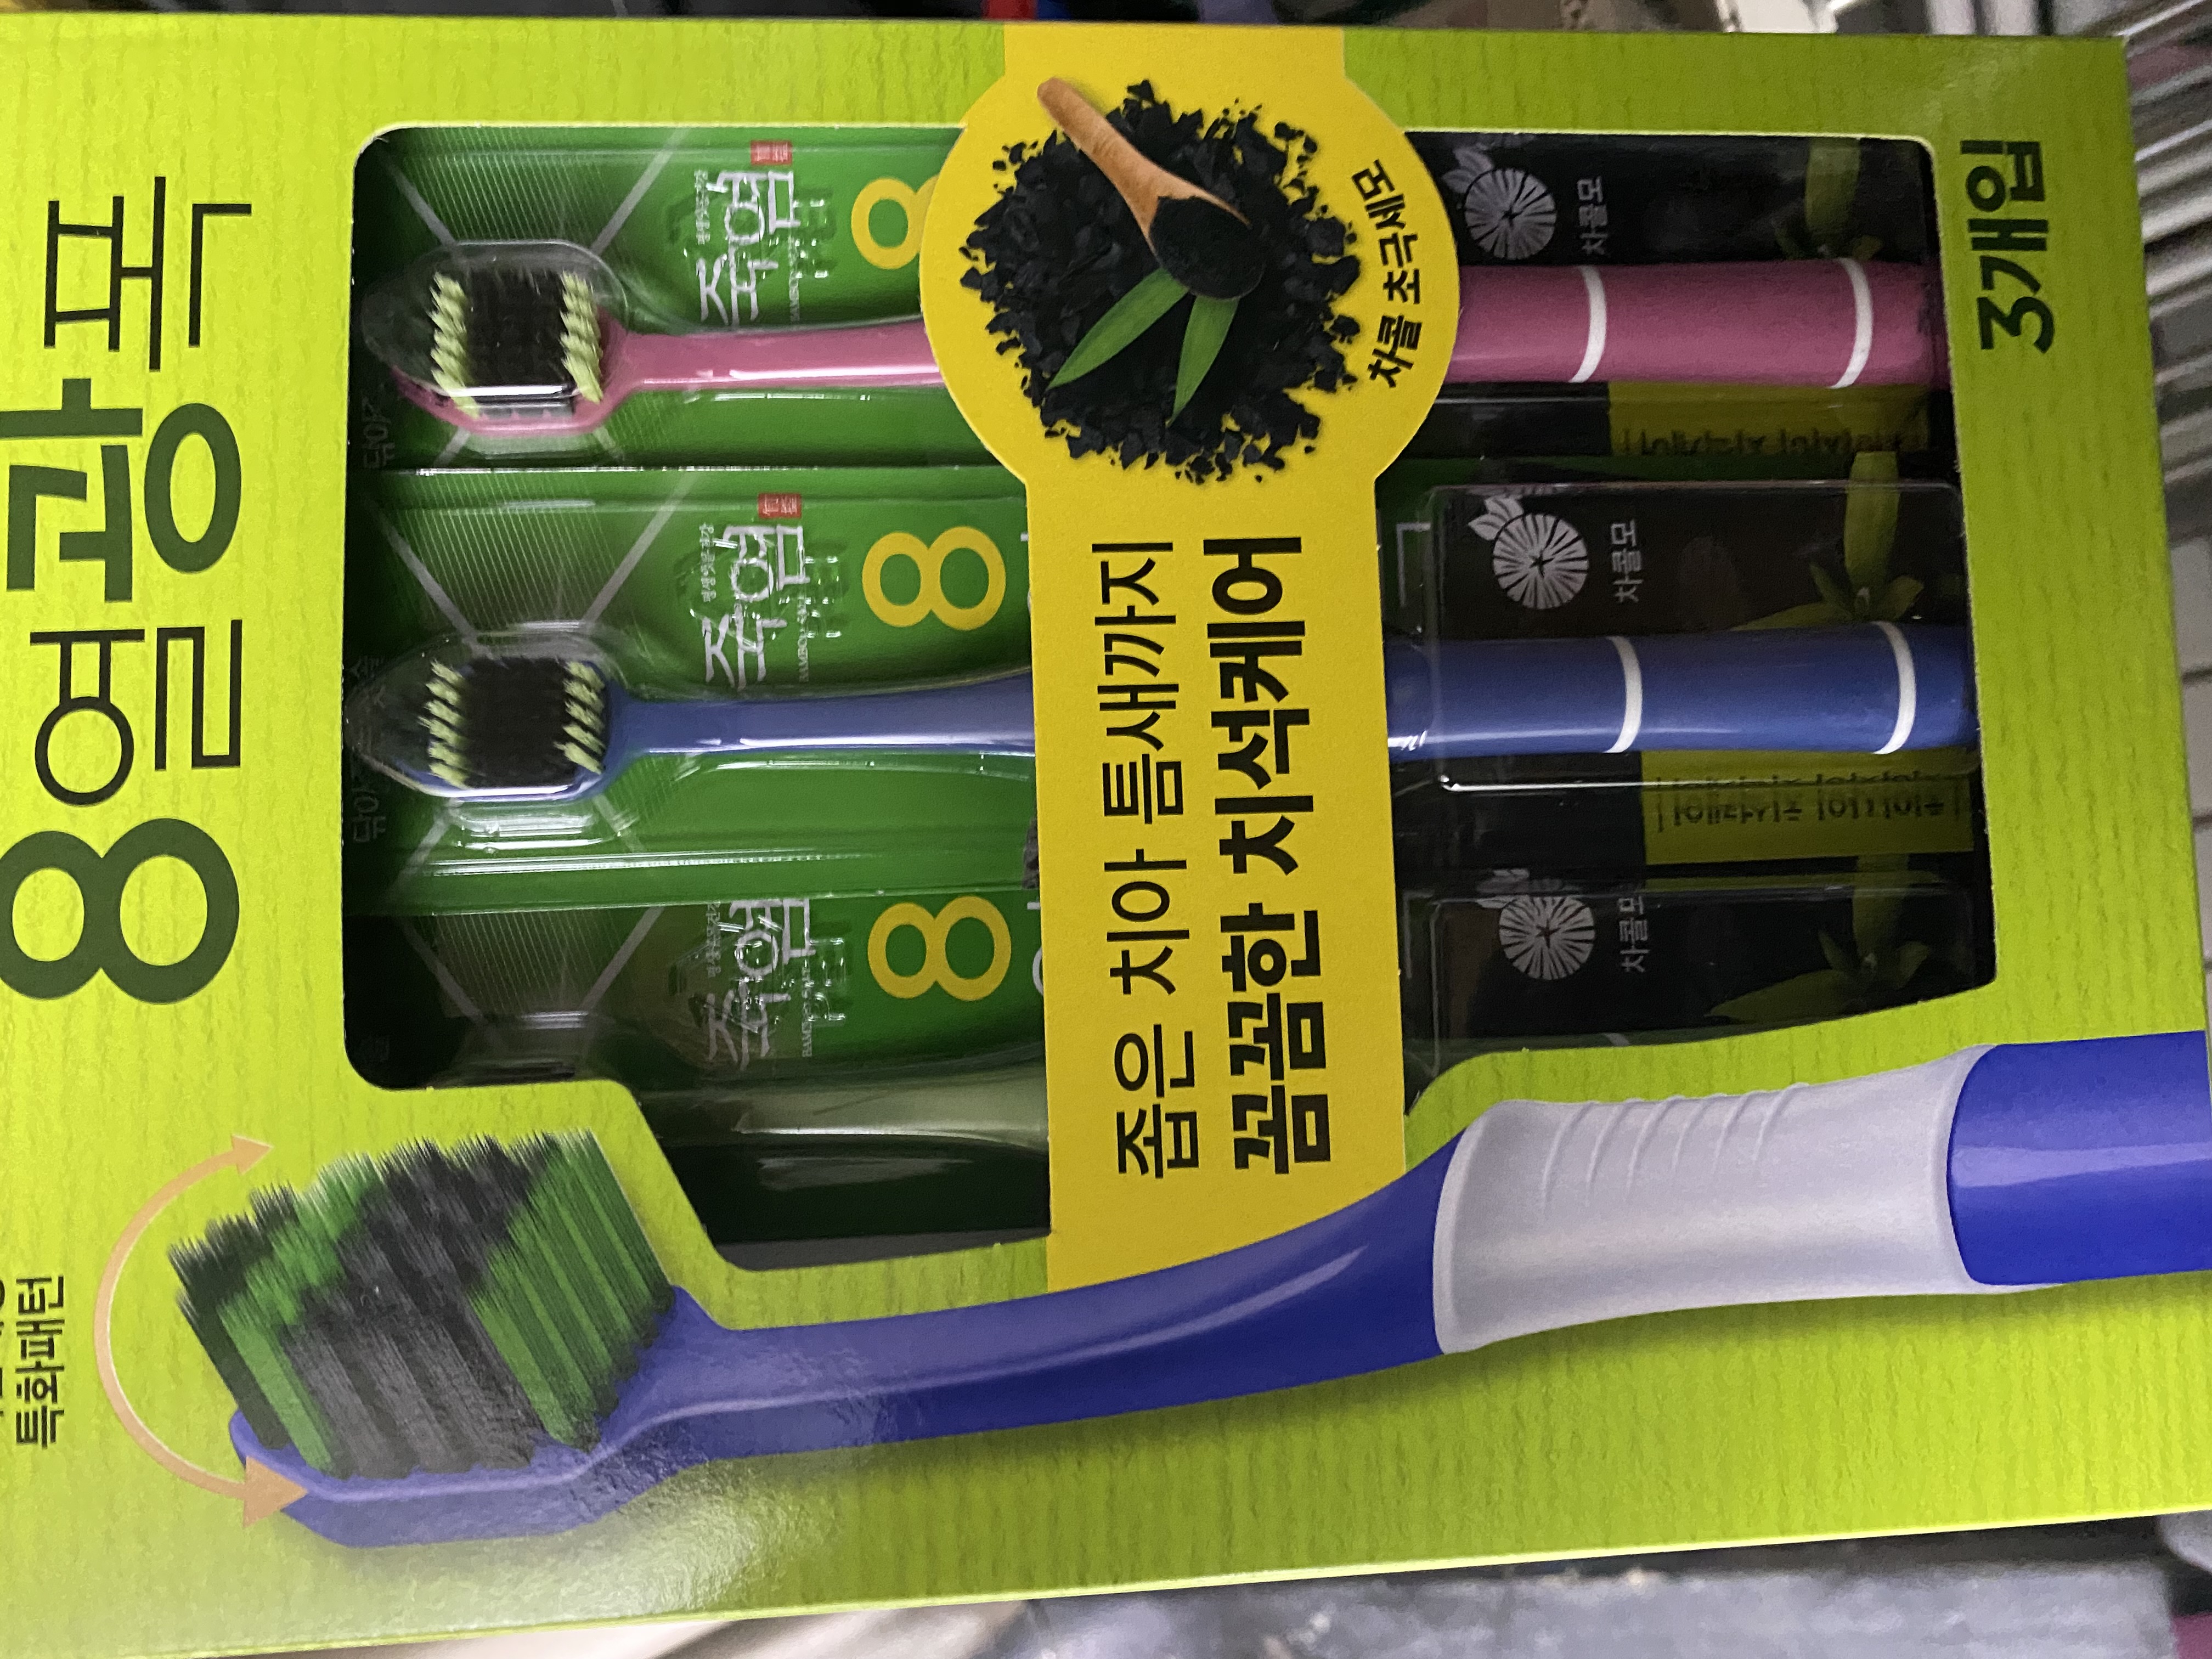 8열 광폭
특화패턴
죽염
8
죽염
8
죽염
8
좁은 치아 틈새까지
꼼꼼한 치석케어
차콜 초극세모
차콜모
차콜모
차콜모
3개입